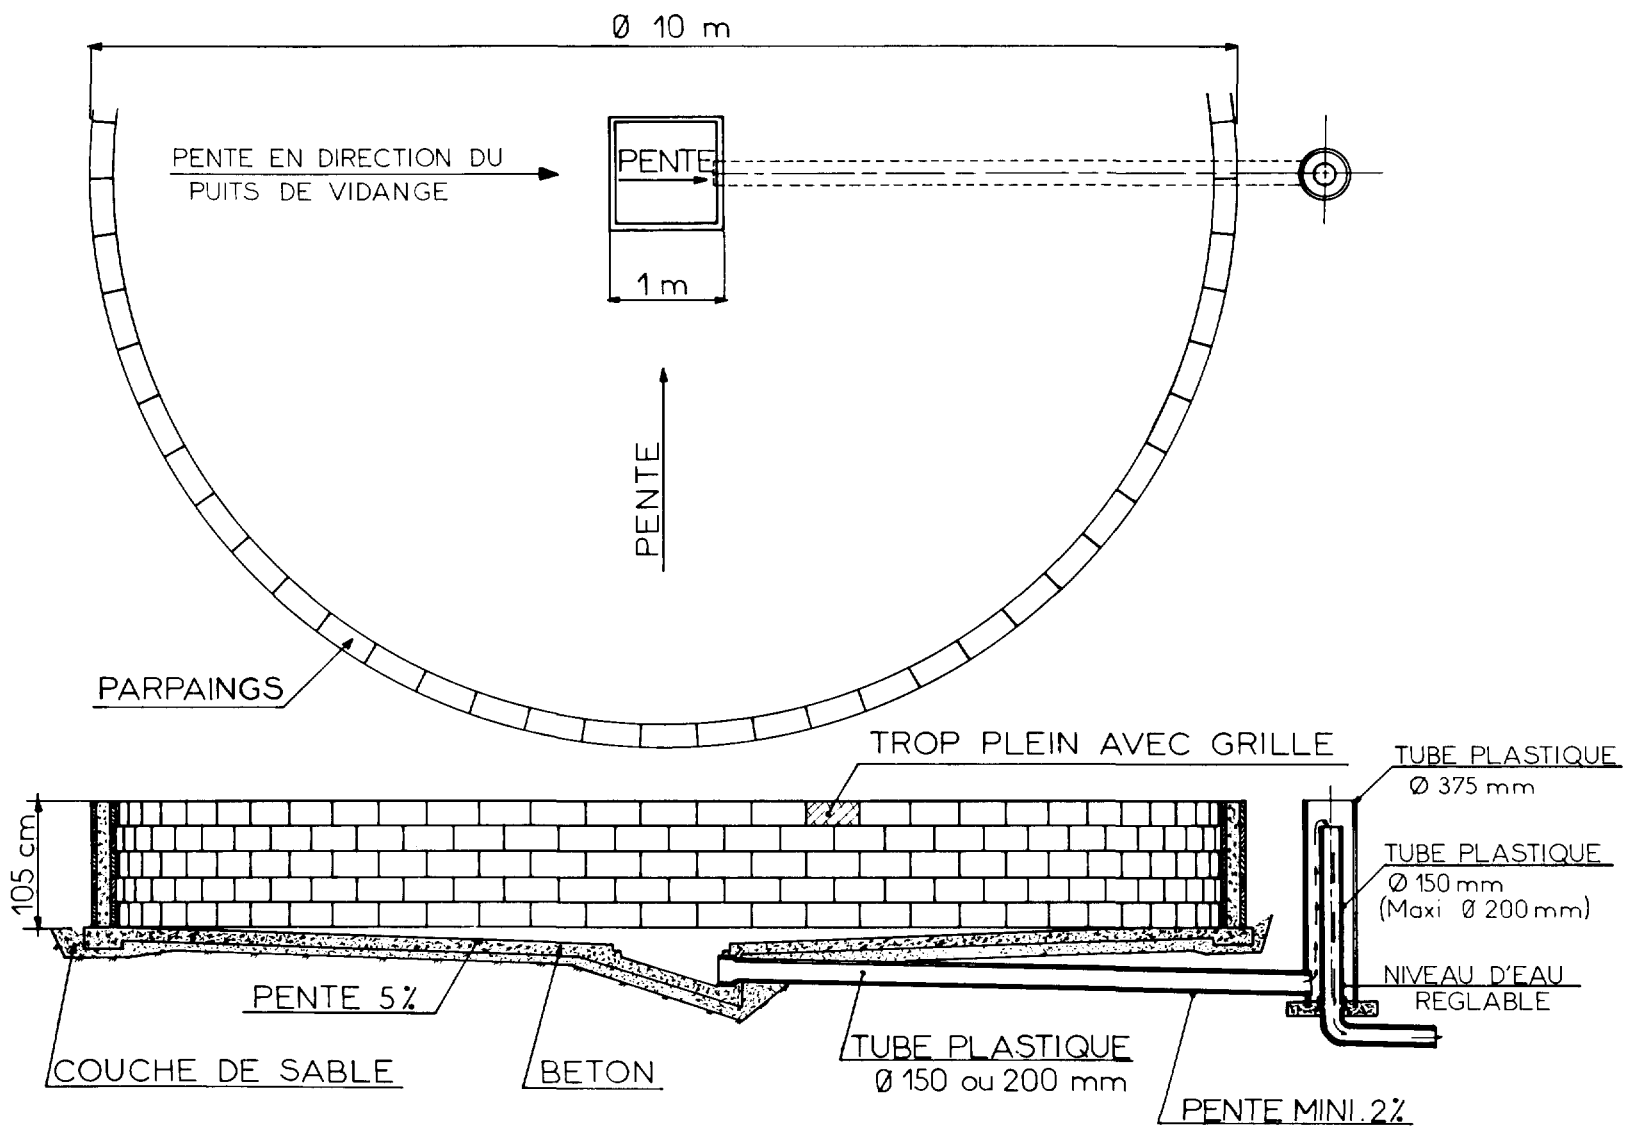 Ø 10 m
PENTE EN DIRECTION DU
PUITS DE VIDANGE
PENTE
1 m
PENTE
PARPAINGS
TROP PLEIN AVEC GRILLE
TUBE PLASTIQUE
Ø 375 mm
105 cm
TUBE PLASTIQUE
Ø 150 mm
(Maxi Ø 200 mm)
NIVEAU D'EAU
REGLABLE
PENTE 5%
COUCHE DE SABLE
BETON
TUBE PLASTIQUE
Ø 150 ou 200 mm
PENTE MINI. 2%